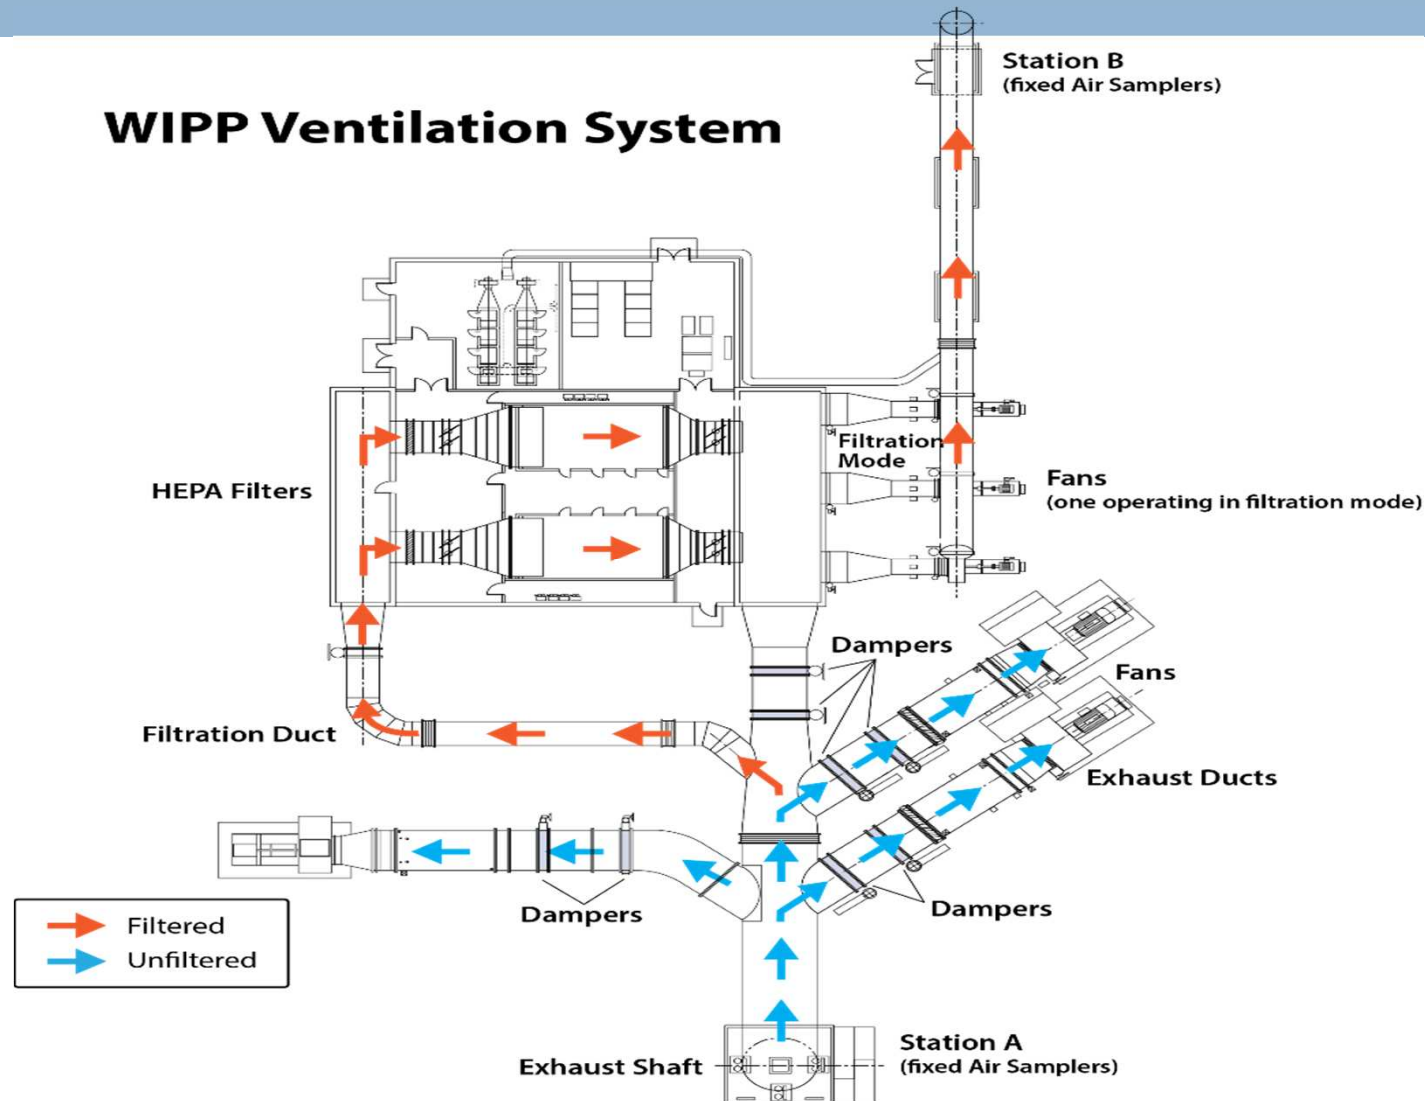 Station B
(fixed Air Samplers)
WIPP Ventilation System
Filtration
Mode
HEPA Filters
Fans
(one operating in filtration mode)
Dampers
Fans
Filtration Duct
Exhaust Ducts
Dampers
Dampers
Filtered
Unfiltered
Station A
(fixed Air Samplers)
Exhaust Shaft